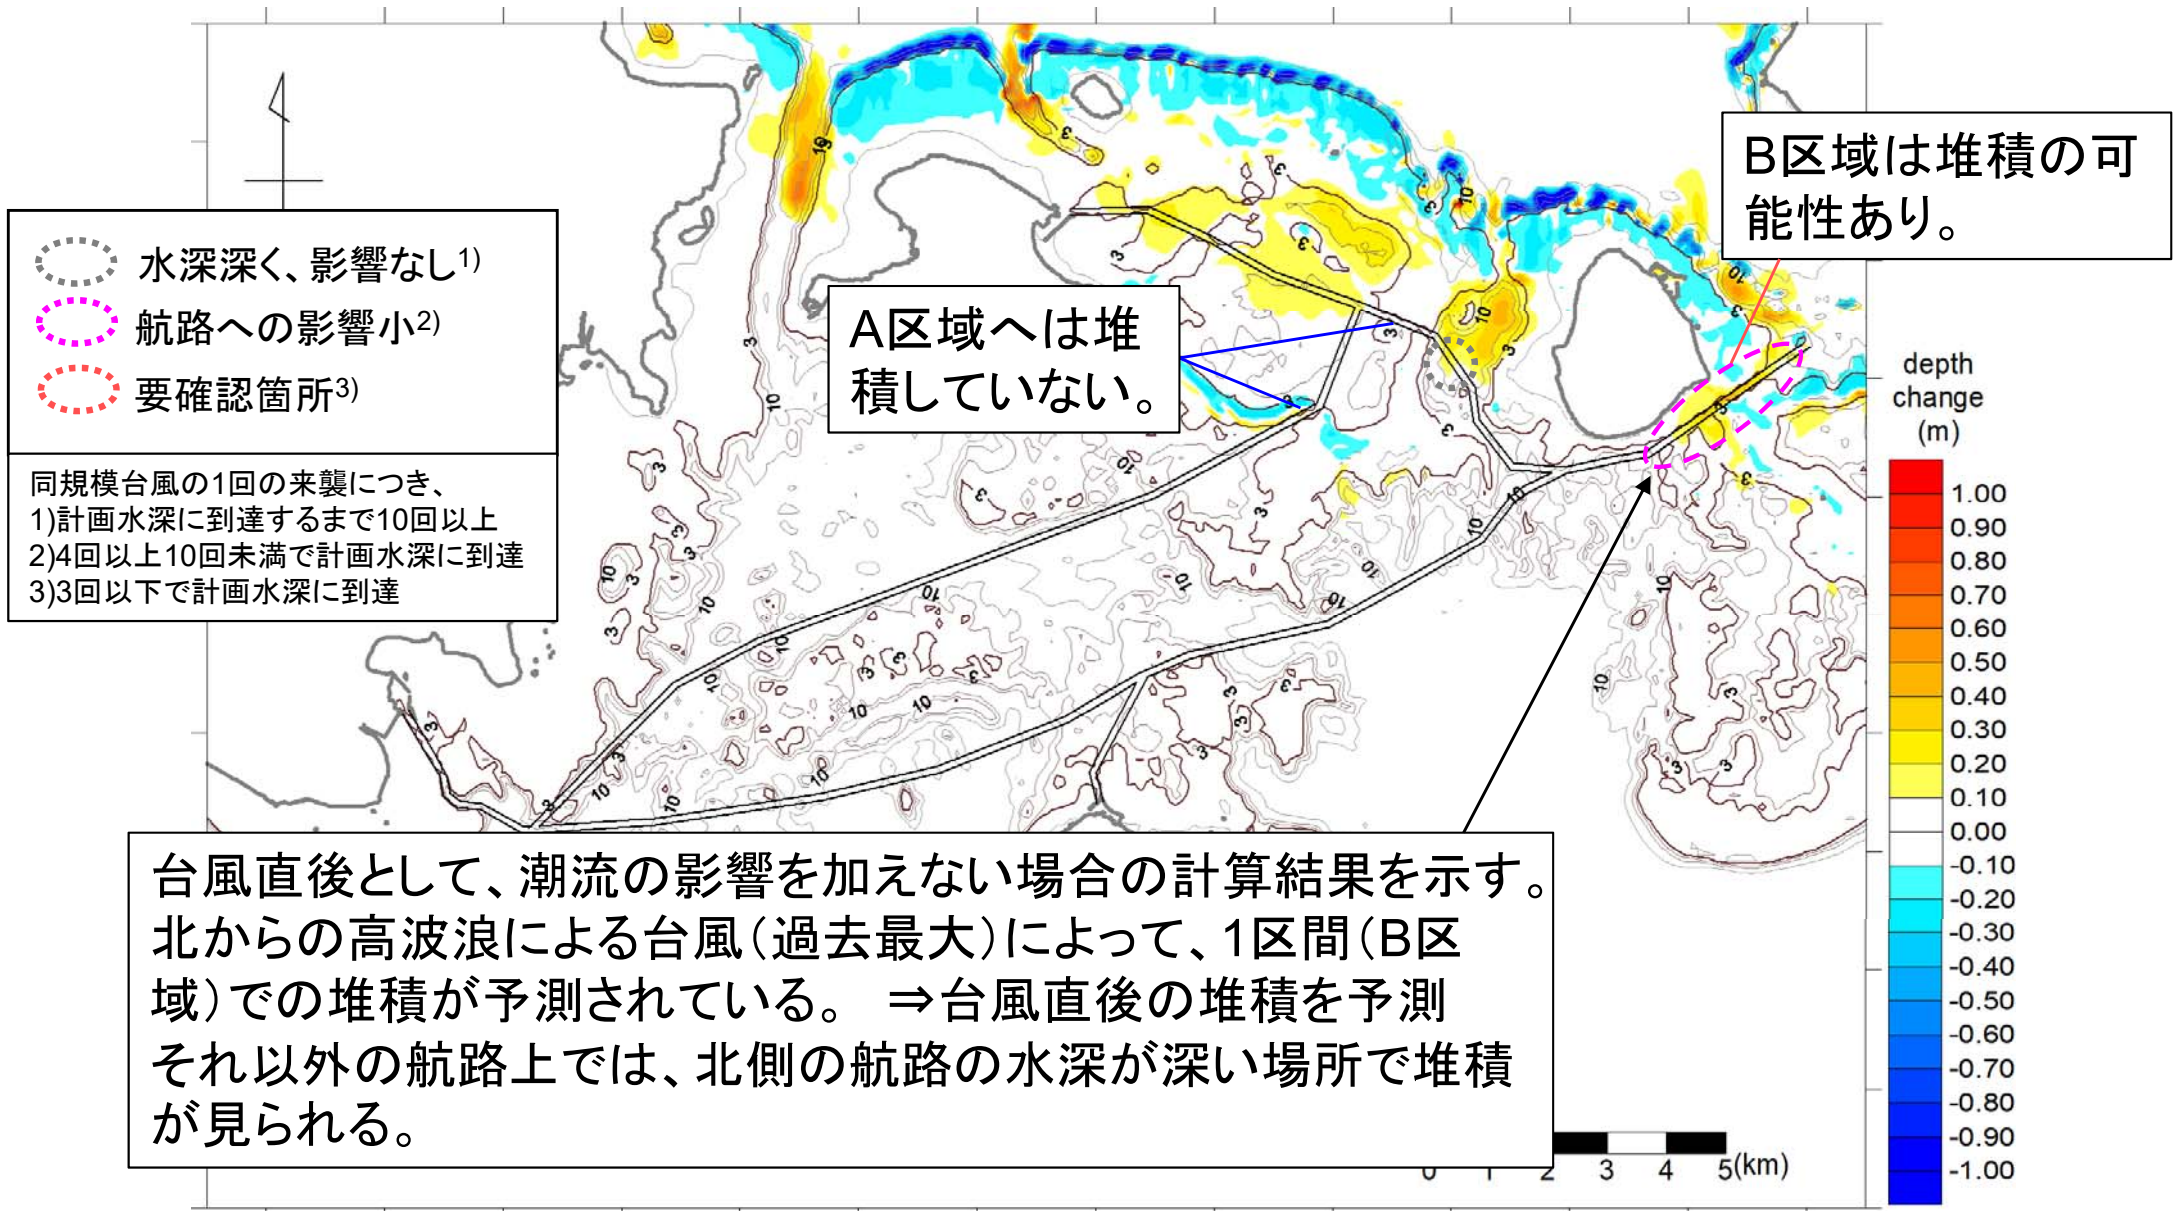 B区域は堆積の可
能性あり。
水深深く、影響なし1)
航路への影響小2)
要確認箇所3)
同規模台風の1回の来襲につき、
1)計画水深に到達するまで10回以上
2)4回以上10回未満で計画水深に到達
3)3回以下で計画水深に到達
A区域へは堆
積していない。
depth
change
(m)
1.00
0.90
0.80
0.70
0.60
0.50
0.40
0.30
0.20
0.10
0.00
-0.10
-0.20
-0.30
-0.40
-0.50
-0.60
-0.70
-0.80
-0.90
-1.00
台風直後として、潮流の影響を加えない場合の計算結果を示す。
北からの高波浪による台風（過去最大）によって、1区間（B区
域）での堆積が予測されている。 ⇒台風直後の堆積を予測
それ以外の航路上では、北側の航路の水深が深い場所で堆積
が見られる。
0 1 2 3 4 5(km)